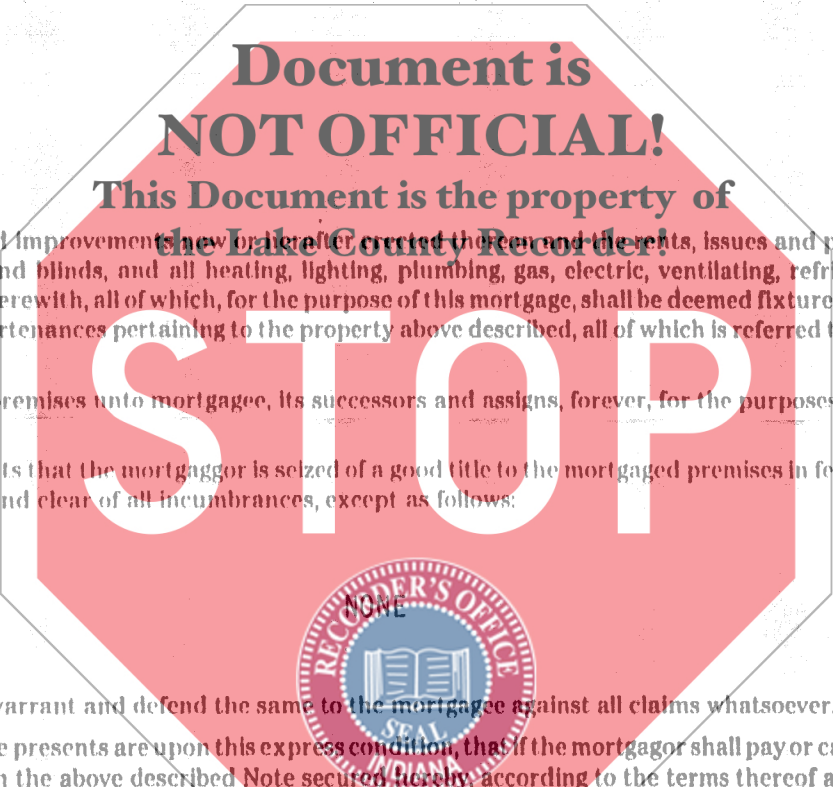 Document is
NOT OFFICIAL!
This Document is the property of
the Lake County Recorder!
improvements now or hereafter erected thereon and the rents, issues and
nd blinds, and all heating, lighting, plumbing, gas, electric, ventilating, refri
erewith, all of which, for the purpose of this mortgage, shall be deemed fixture
rtenances pertaining to the property above described, all of which is referred t
STOP
remises unto mortgagee, its successors and assigns, forever, for the purposes
ts that the mortgaggor is seized of a good title to the mortgaged premises in fe
nd clear of all incumbrances, except as follows:
NONE
RECORDER'S OFFICE
SEAL
INDIANA
warrant and defend the same to the mortgagee against all claims whatsoever.
e presents are upon this express condition, that if the mortgagor shall pay or ca
n the above described Note secured hereby, according to the terms thereof a